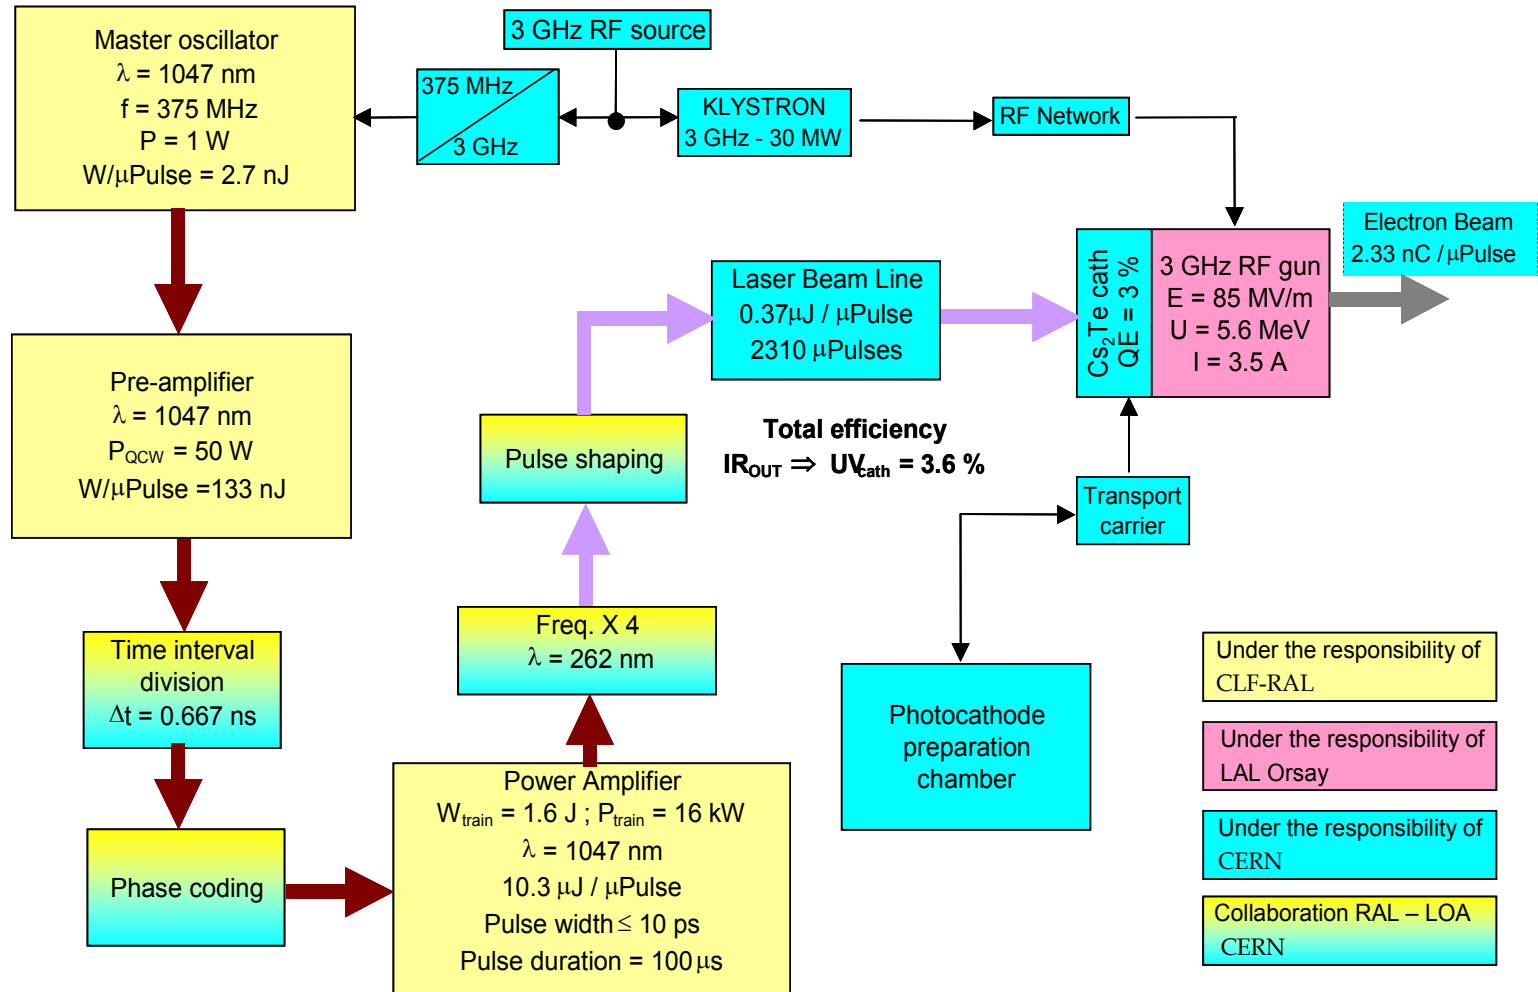 3 GHz RF source
Master oscillator
λ = 1047 nm
f = 375 MHz
P = 1 W
W/μPulse = 2.7 nJ
375 MHz
3 GHz
KLYSTRON
3 GHz - 30 MW
RF Network
Electron Beam
2.33 nC / μPulse
Cs₂Te cath
QE = 3 %
3 GHz RF gun
E = 85 MV/m
U = 5.6 MeV
I = 3.5 A
Laser Beam Line
0.37μJ / μPulse
2310 μPulses
Pre-amplifier
λ = 1047 nm
P_QCW = 50 W
W/μPulse =133 nJ
Pulse shaping
Total efficiency
IR_OUT ⇒ UV_cath = 3.6 %
Transport
carrier
Time interval
division
Δt = 0.667 ns
Freq. X 4
λ = 262 nm
Photocathode
preparation
chamber
Phase coding
Power Amplifier
W_train = 1.6 J ; P_train = 16 kW
λ = 1047 nm
10.3 μJ / μPulse
Pulse width ≤ 10 ps
Pulse duration = 100 μs
Under the responsibility of
CLF-RAL
Under the responsibility of
LAL Orsay
Under the responsibility of
CERN
Collaboration RAL – LOA
CERN